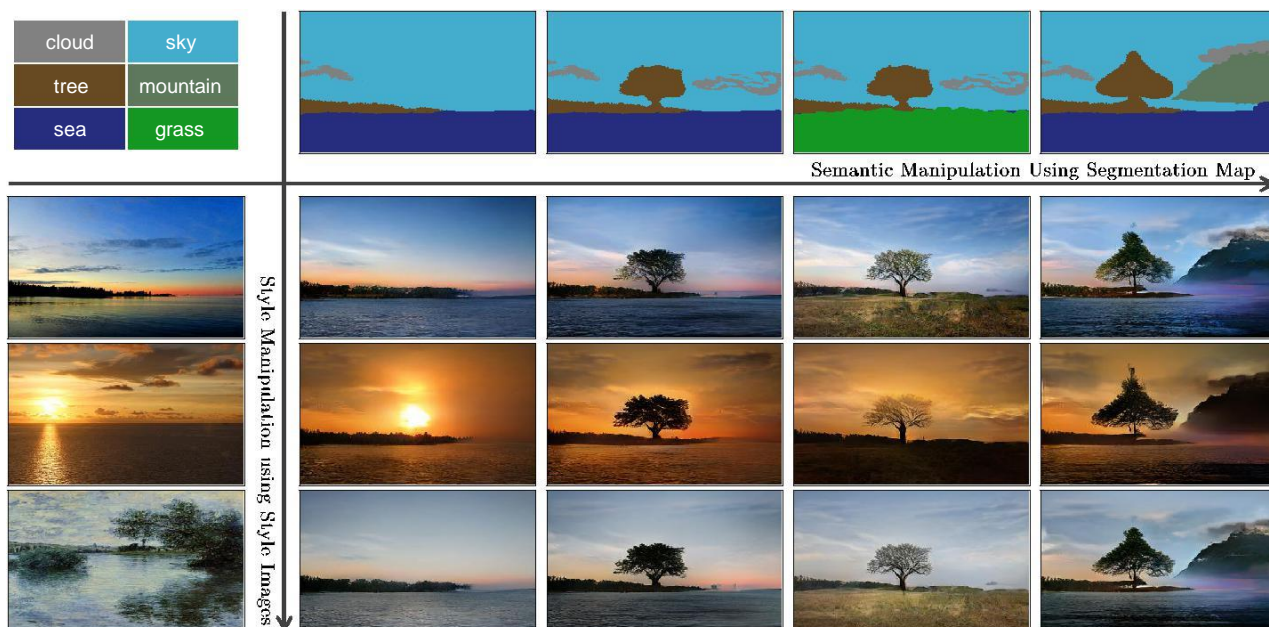 cloud sky
tree mountain
sea grass
Semantic Manipulation Using Segmentation Map
Style Manipulation using Style Images